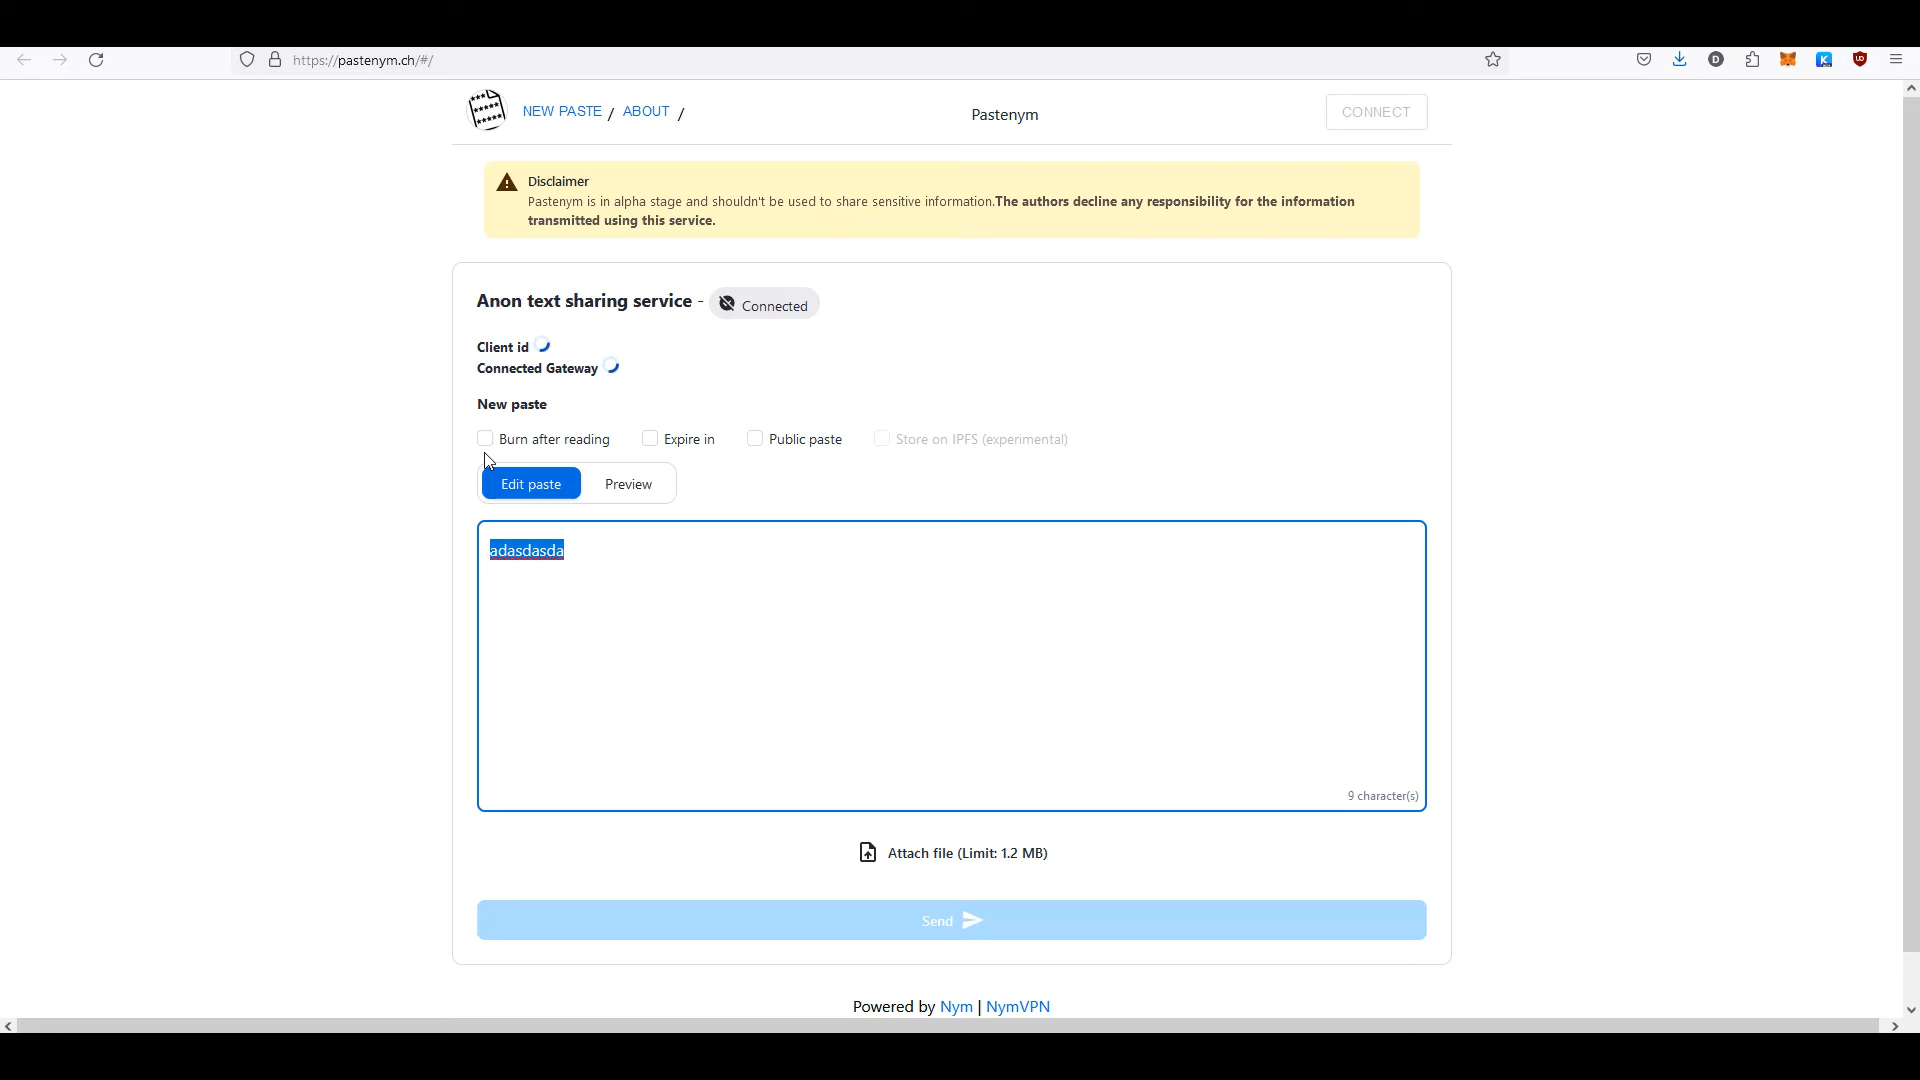 https://pastenym.ch/#/
NEW PASTE / ABOUT /
Pastenym
CONNECT
Disclaimer
Pastenym is in alpha stage and shouldn't be used to share sensitive information.The authors decline any responsibility for the information
transmitted using this service.
Anon text sharing service - Connected
Client id
Connected Gateway
New paste
Burn after reading Expire in Public paste Store on IPFS (experimental)
Edit paste Preview
adasdasda
9 character(s)
Attach file (Limit: 1.2 MB)
Send
Powered by Nym | NymVPN